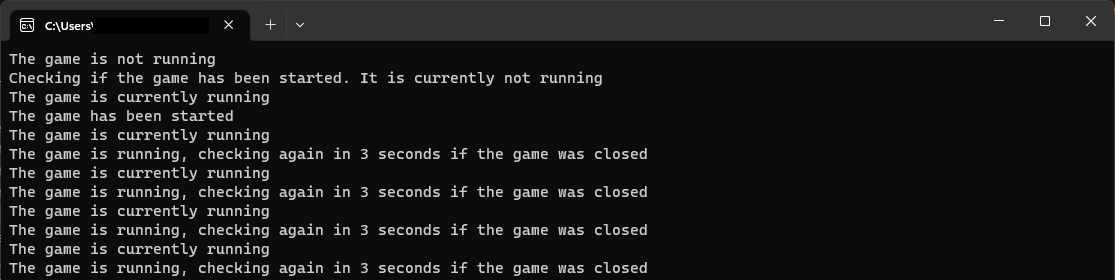 C:\Users\
The game is not running
Checking if the game has been started. It is currently not running
The game is currently running
The game has been started
The game is currently running
The game is running, checking again in 3 seconds if the game was closed
The game is currently running
The game is running, checking again in 3 seconds if the game was closed
The game is currently running
The game is running, checking again in 3 seconds if the game was closed
The game is currently running
The game is running, checking again in 3 seconds if the game was closed